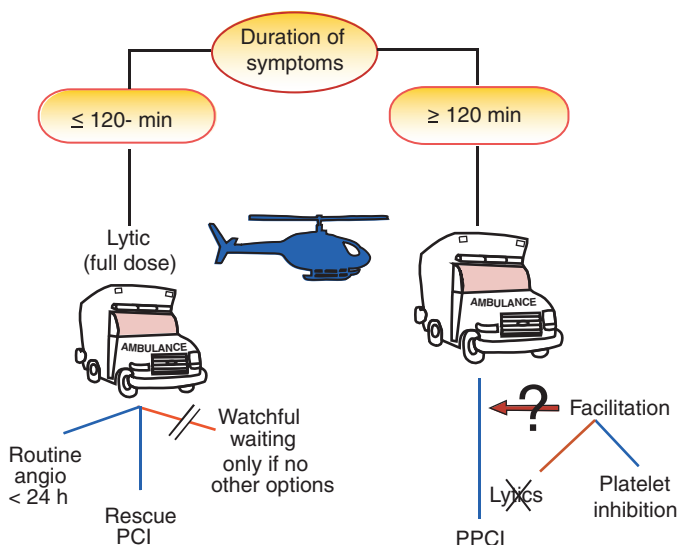 Duration of
symptoms
≤ 120- min
≥ 120 min
Lytic
(full dose)
AMBULANCE
AMBULANCE
Routine
angio
< 24 h
Rescue
PCI
Watchful
waiting
only if no
other options
?
Facilitation
Lytics
Platelet
inhibition
PPCI